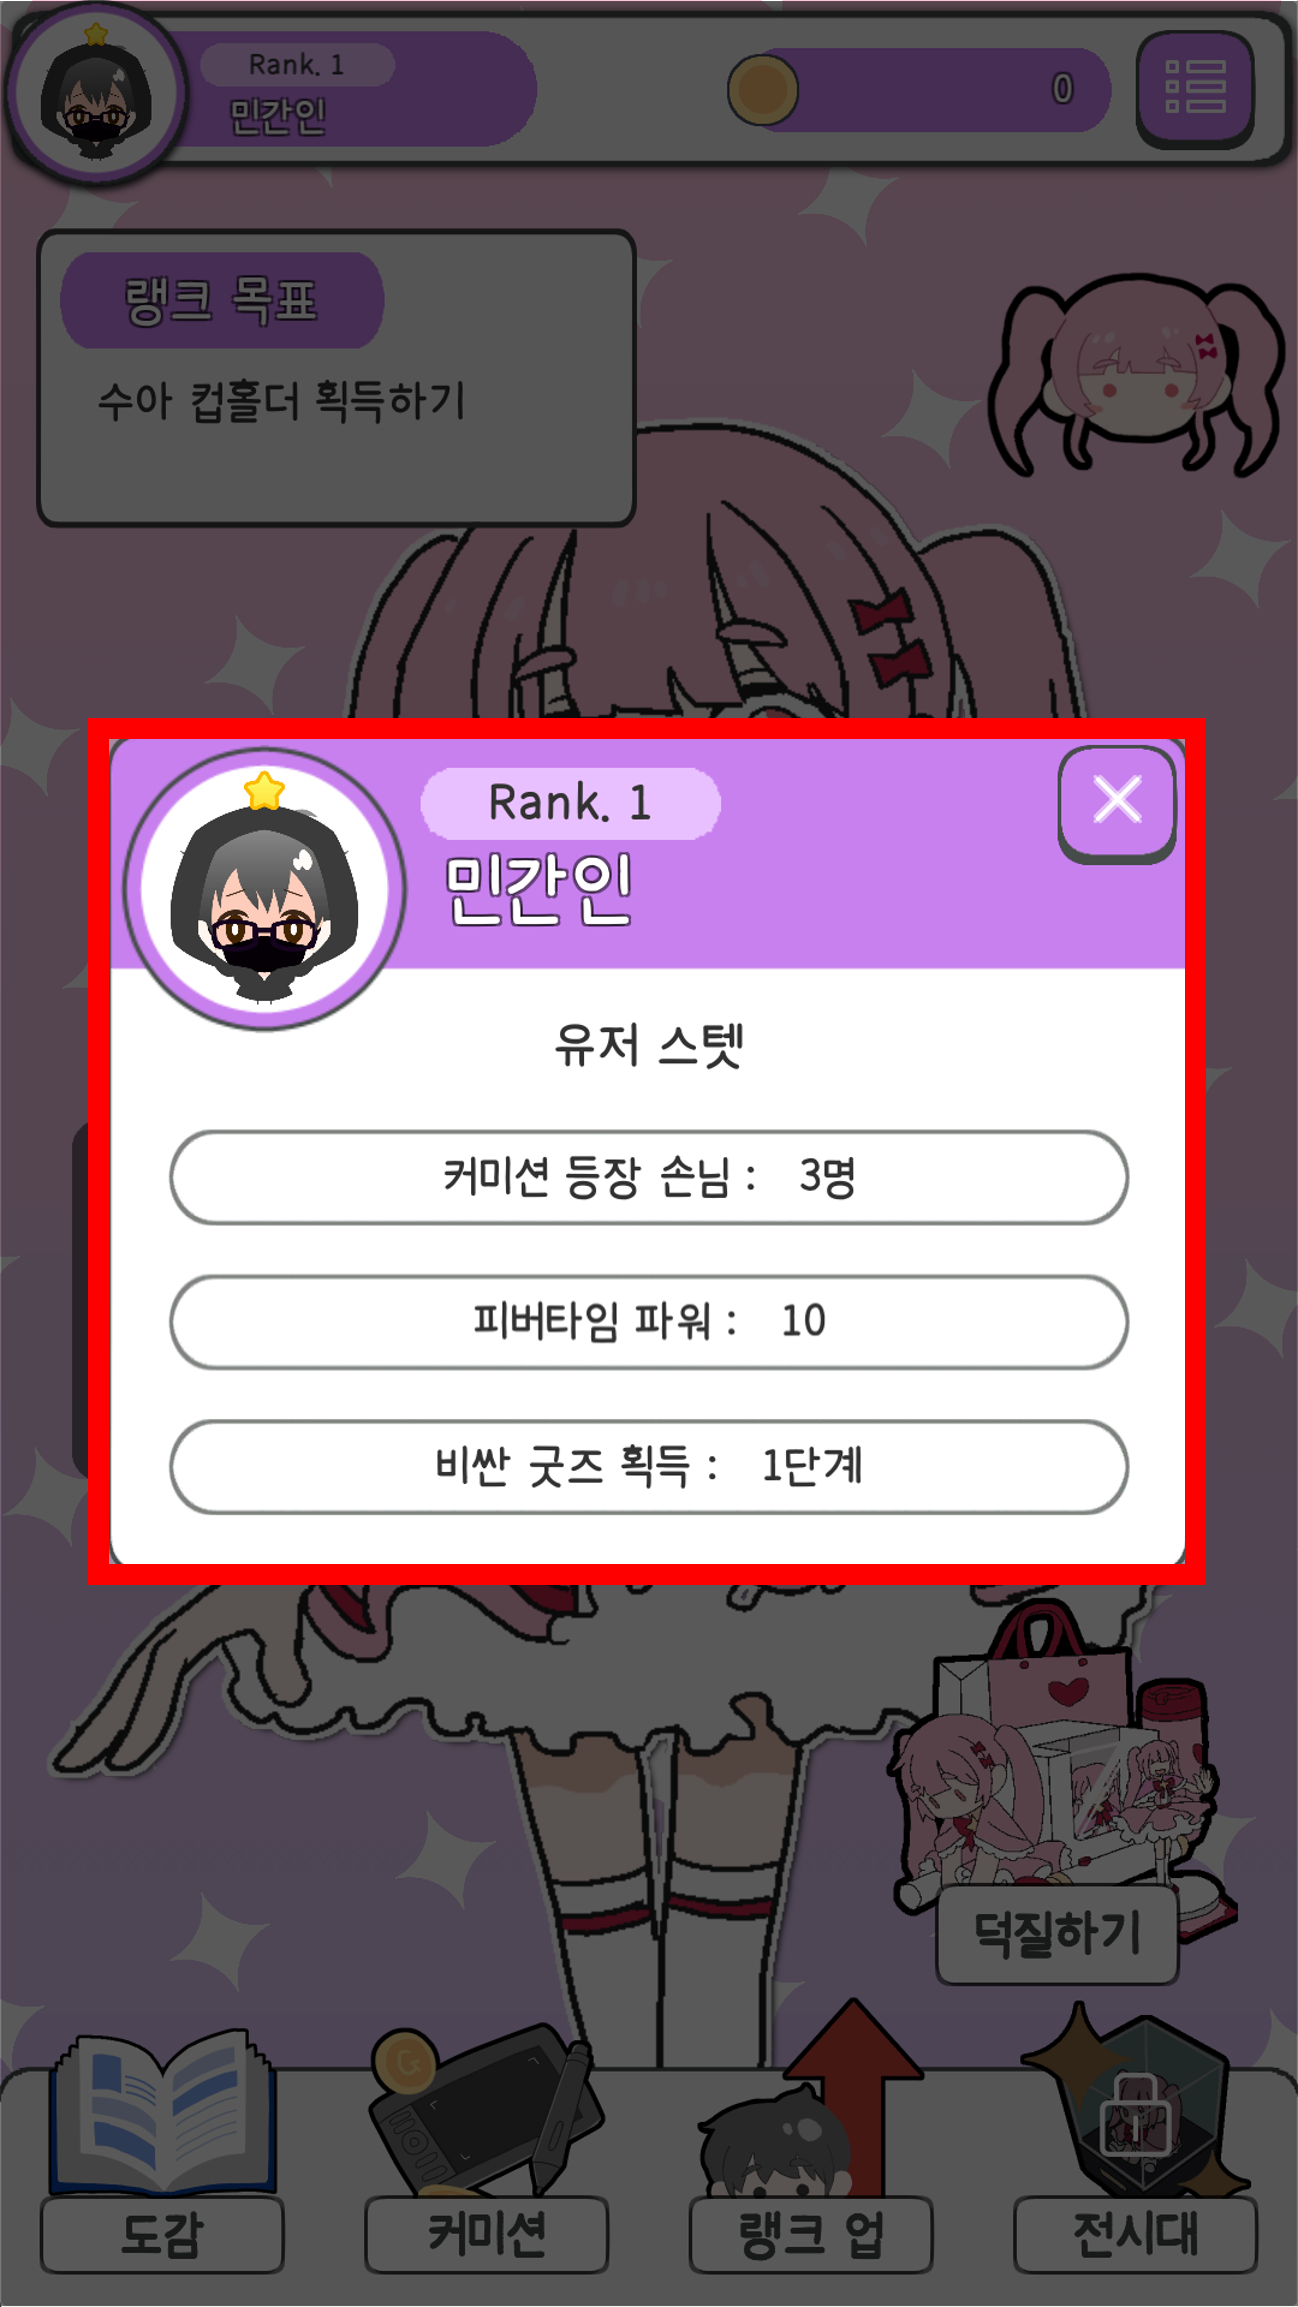 Rank. 1
민간인
0
랭크 목표
수아 컵홀더 획득하기
Rank. 1
민간인
유저 스텟
커미션 등장 손님 : 3명
피버타임 파워 : 10
비싼 굿즈 획득 : 1단계
덕질하기
G
도감
커미션
랭크 업
전시대